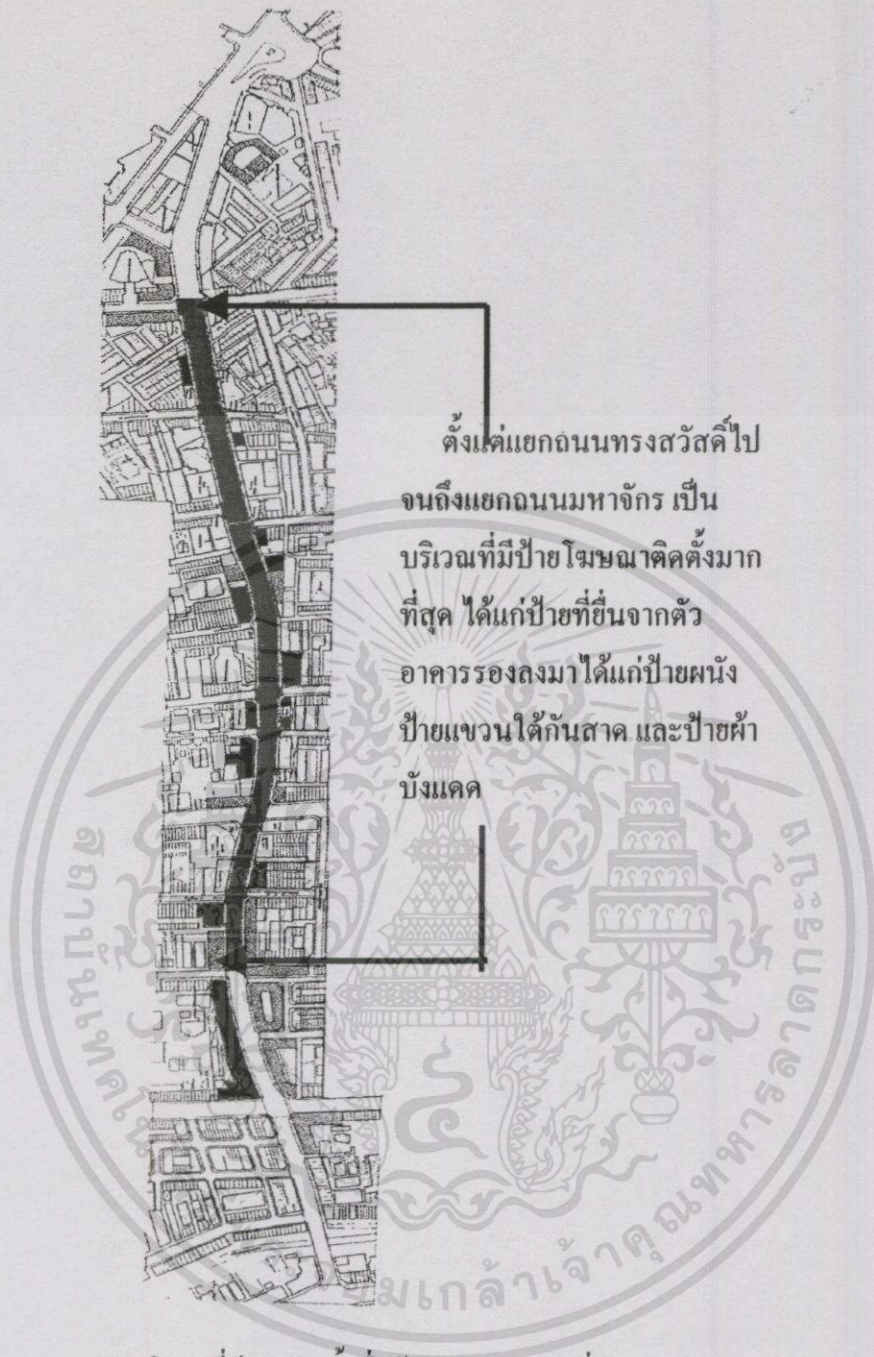 ตั้งแต่แยกถนนทรงสวัสดิ์ไป
จนถึงแยกถนนมหาจักร เป็น
บริเวณที่มีป้ายโฆษณาติดตั้งมาก
ที่สุด ได้แก่ป้ายที่ยื่นจากตัว
อาคารรองลงมาได้แก่ป้ายผนัง
ป้ายแขวนใต้กันสาด และป้ายผ้า
บังแดด